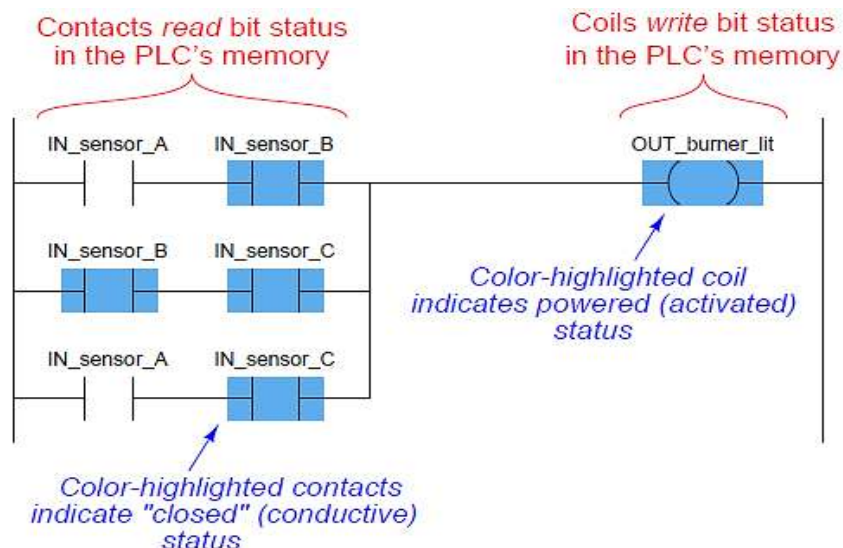 Contacts read bit status
in the PLC's memory
Coils write bit status
in the PLC's memory
IN_sensor_A IN_sensor_B OUT_burner_lit
IN_sensor_B IN_sensor_C
Color-highlighted coil
indicates powered (activated)
status
IN_sensor_A IN_sensor_C
Color-highlighted contacts
indicate "closed" (conductive)
status